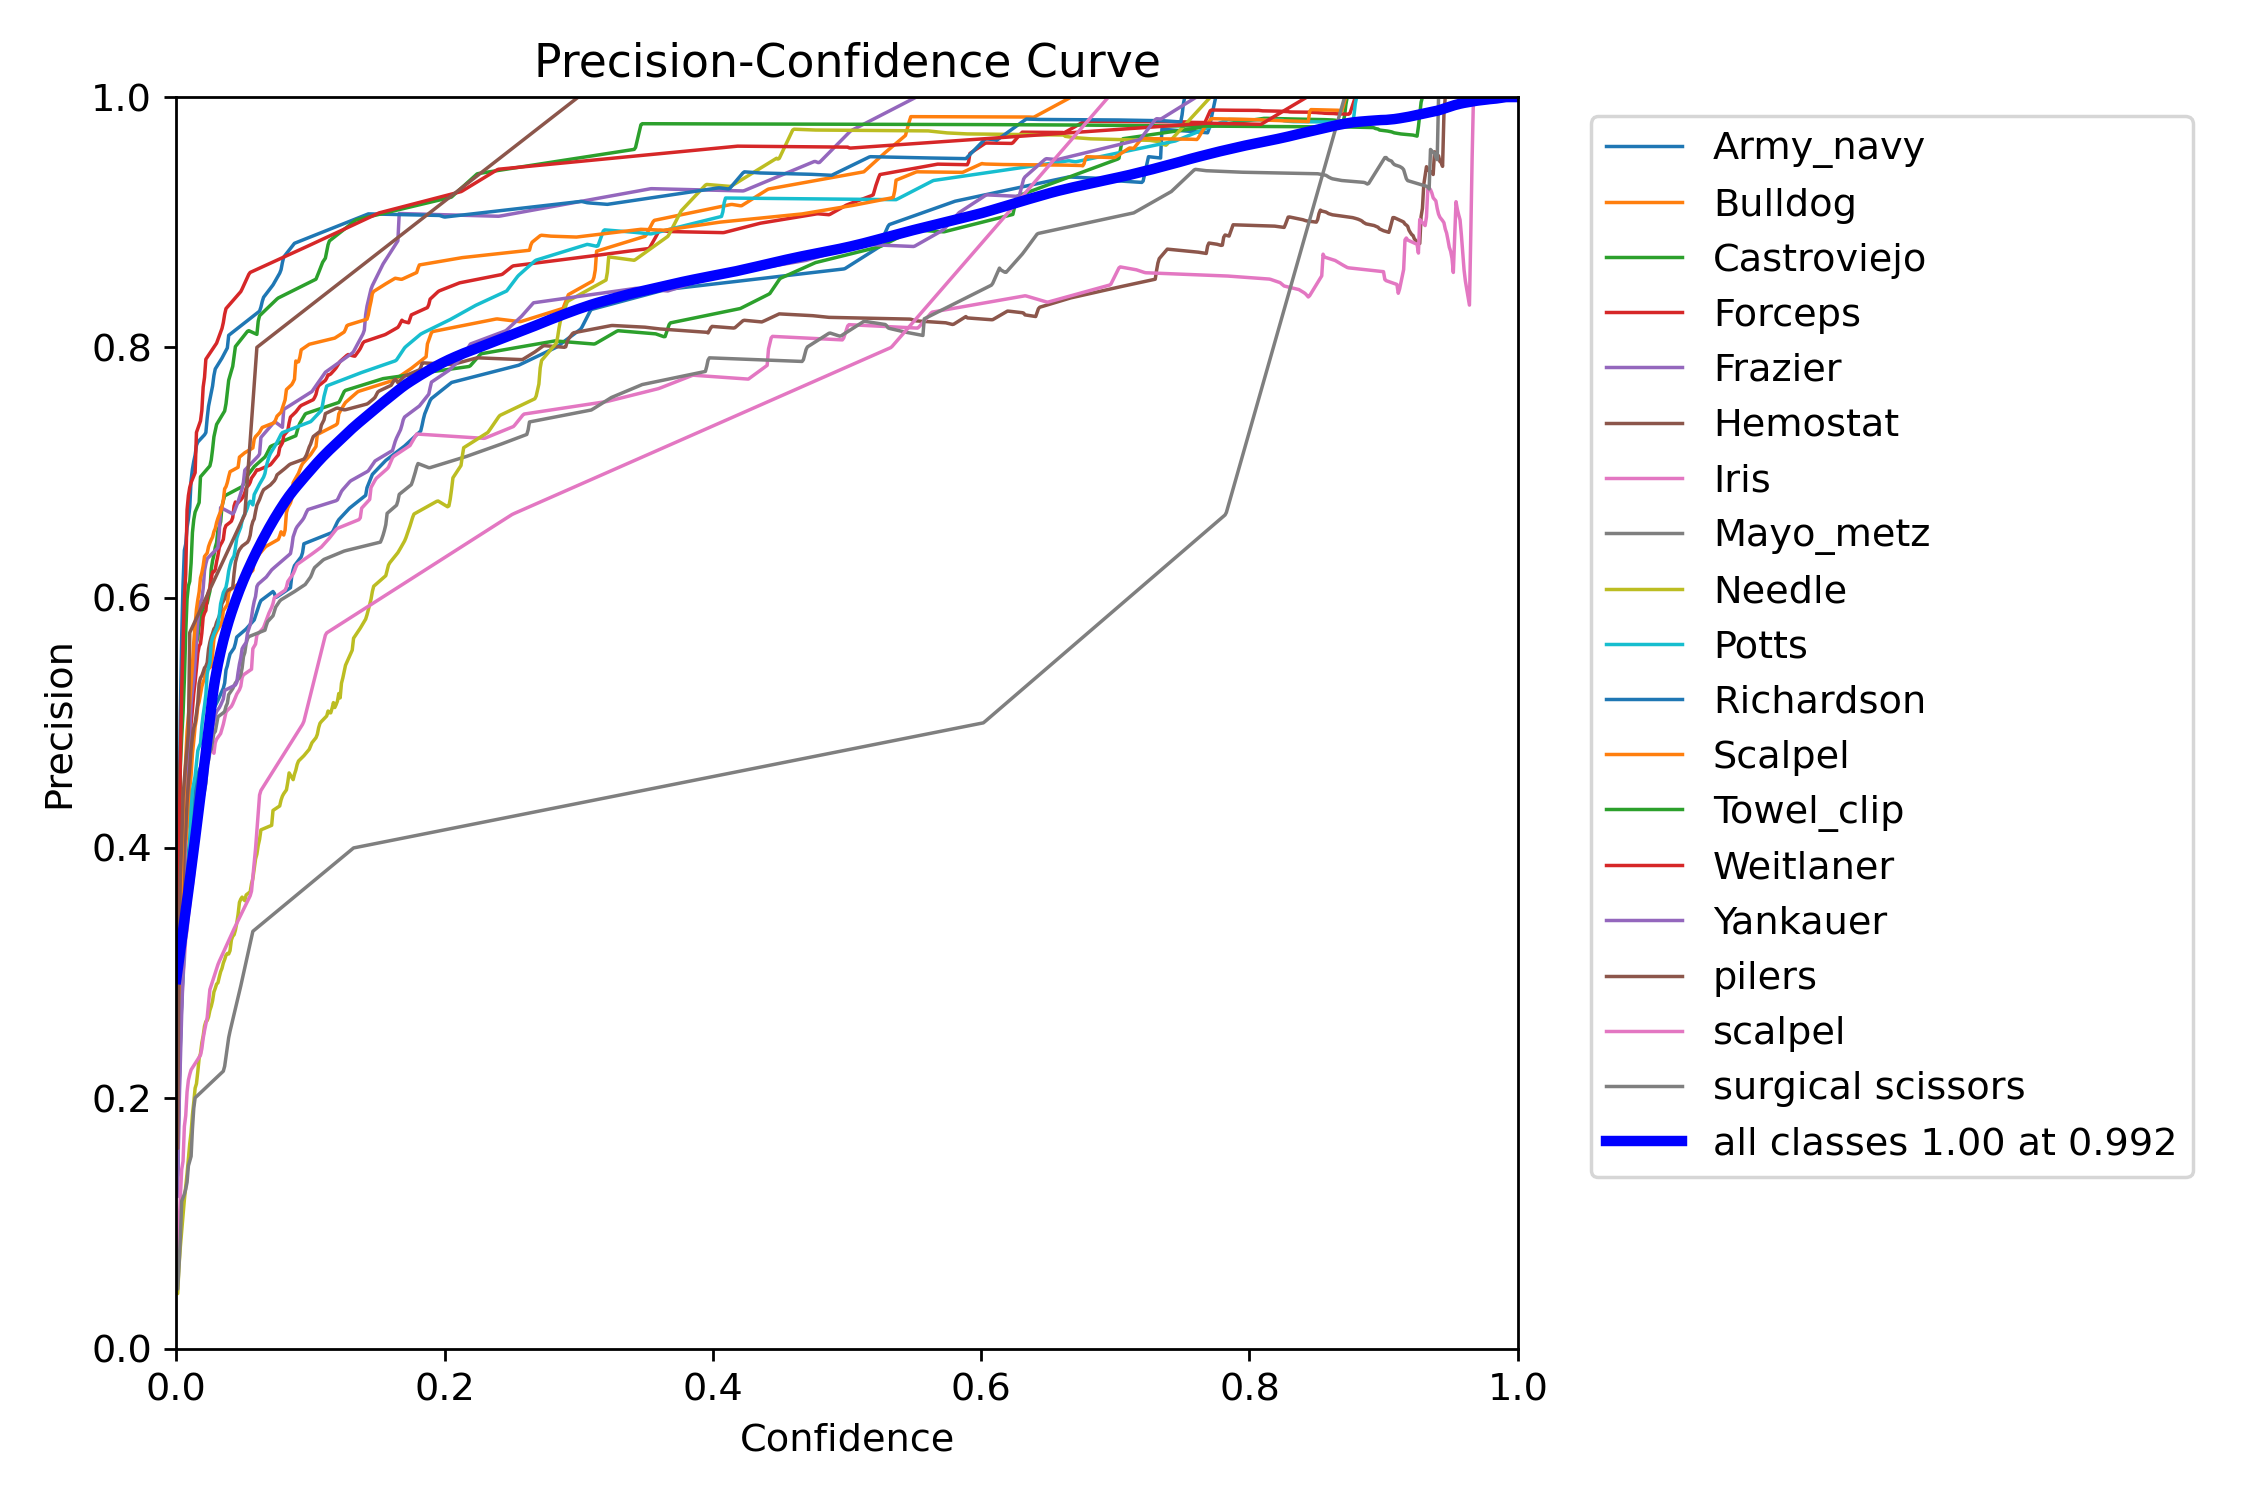 Precision-Confidence Curve
1.0
0.8
0.6
0.4
0.2
0.0
Precision
0.0 0.2 0.4 0.6 0.8 1.0
Confidence
Army_navy
Bulldog
Castroviejo
Forceps
Frazier
Hemostat
Iris
Mayo_metz
Needle
Potts
Richardson
Scalpel
Towel_clip
Weitlaner
Yankauer
pilers
scalpel
surgical scissors
all classes 1.00 at 0.992